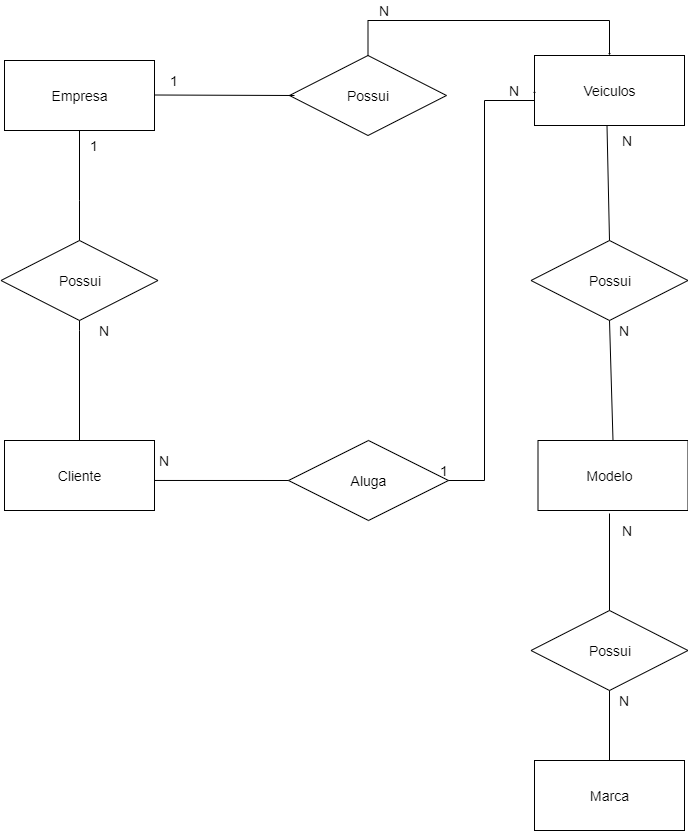 N
Empresa
1
Possui
N
Veiculos
1
N
Possui
Possui
N
N
Cliente
N
Aluga
1
Modelo
N
Possui
N
Marca